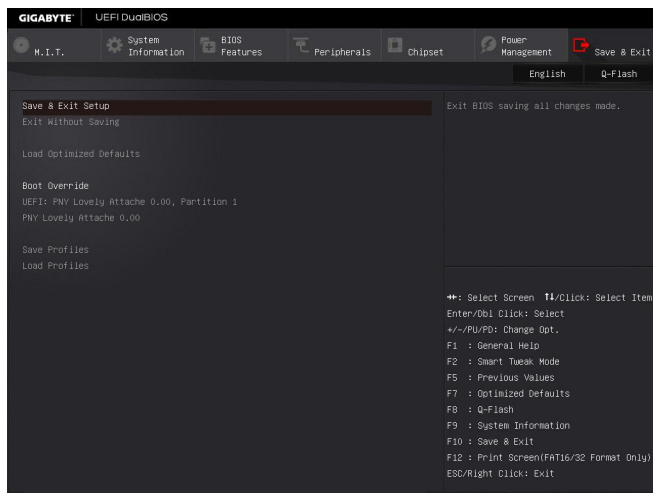 GIGABYTE™ UEFI DualBIOS
M.I.T.
System Information
BIOS Features
Peripherals
Chipset
Power Management
Save & Exit
English Q-Flash
Save & Exit Setup
Exit Without Saving
Load Optimized Defaults
Boot Override
UEFI: PNY Lovely Attache 0.00, Partition 1
PNY Lovely Attache 0.00
Save Profiles
Load Profiles
Exit BIOS saving all changes made.
→←: Select Screen ↑↓/Click: Select Item
Enter/Dbl Click: Select
+/-/PU/PD: Change Opt.
F1 : General Help
F2 : Smart Tweak Mode
F5 : Previous Values
F7 : Optimized Defaults
F8 : Q-Flash
F9 : System Information
F10 : Save & Exit
F12 : Print Screen(FAT16/32 Format Only)
ESC/Right Click: Exit